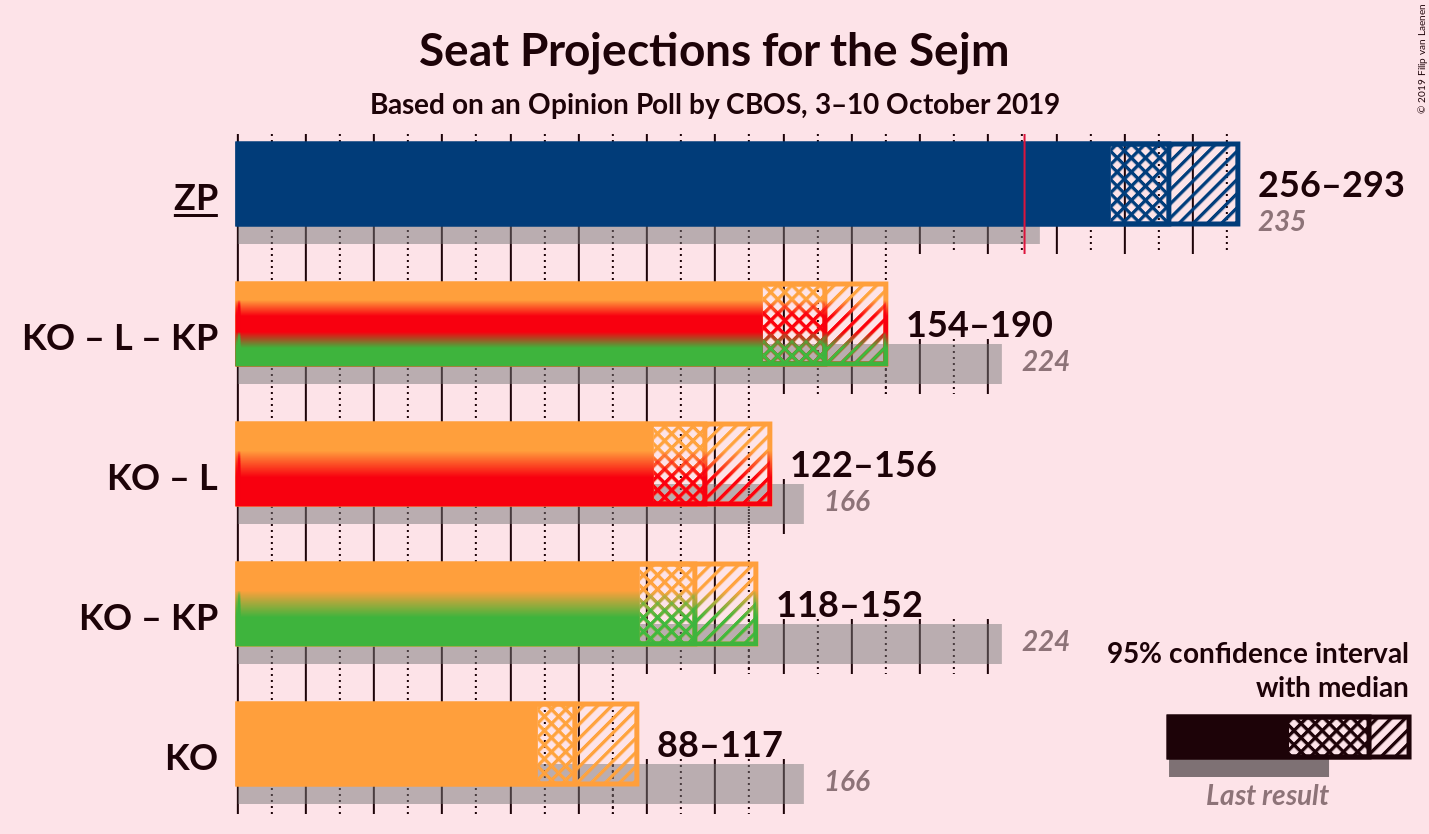 Seat Projections for the Sejm
Based on an Opinion Poll by CBOS, 3–10 October 2019
© 2019 Filip van Laenen
ZP
256–293
235
KO – L – KP
154–190
224
KO – L
122–156
166
KO – KP
118–152
224
KO
88–117
166
95% confidence interval
with median
Last result